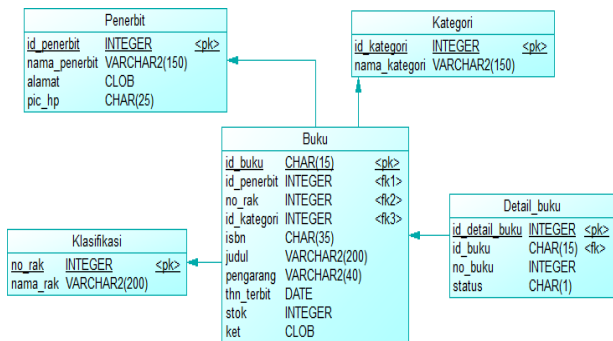 Penerbit
id_penerbit INTEGER <pk>
nama_penerbit VARCHAR2(150)
alamat CLOB
pic_hp CHAR(25)
Kategori
id_kategori INTEGER <pk>
nama_kategori VARCHAR2(150)
Buku
id_buku CHAR(15) <pk>
id_penerbit INTEGER <fk1>
no_rak INTEGER <fk2>
id_kategori INTEGER <fk3>
isbn CHAR(35)
judul VARCHAR2(200)
pengarang VARCHAR2(40)
thn_terbit DATE
stok INTEGER
ket CLOB
Klasifikasi
no_rak INTEGER <pk>
nama_rak VARCHAR2(200)
Detail_buku
id_detail_buku INTEGER <pk>
id_buku CHAR(15) <fk>
no_buku INTEGER
status CHAR(1)